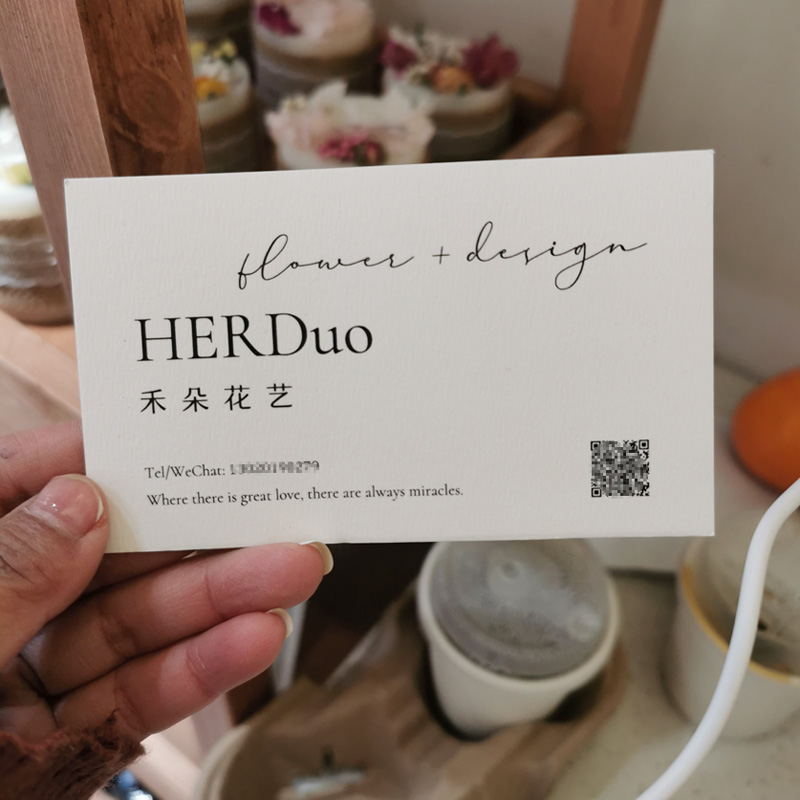 flower + design
HERDuo
禾朵花艺
Tel/WeChat:
Where there is great love, there are always miracles.